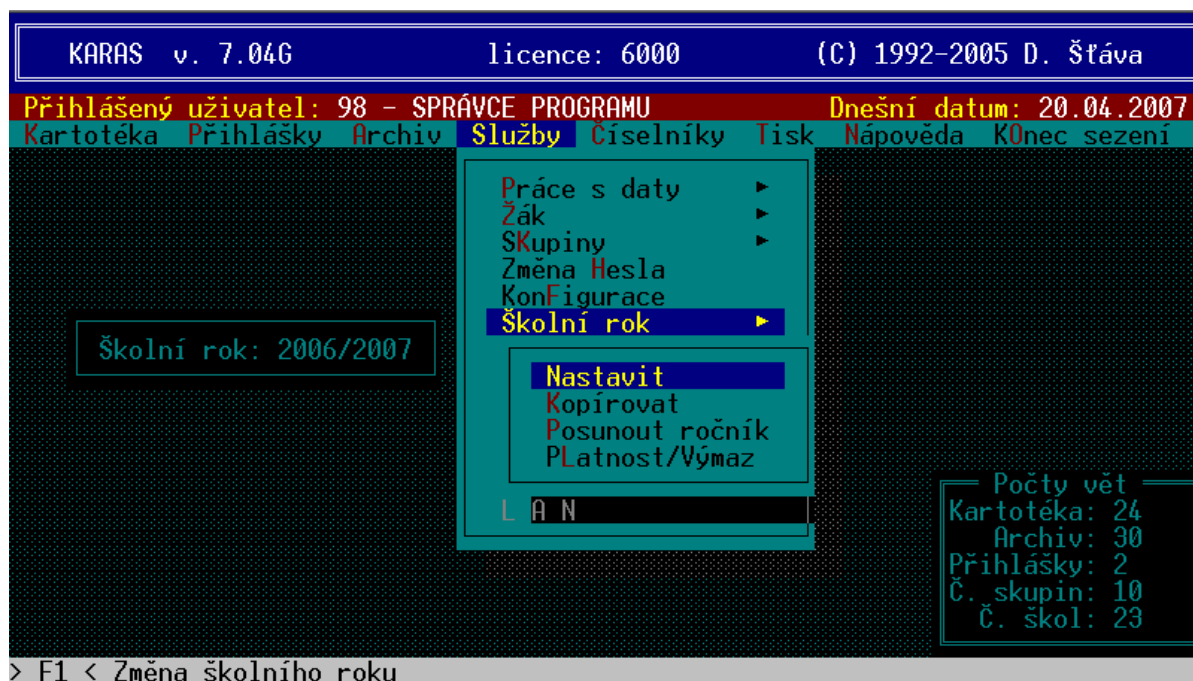 KARAS v. 7.04G licence: 6000 (C) 1992-2005 D. Šťáva
Přihlášený uživatel: 98 - SPRÁVCE PROGRAMU Dnešní datum: 20.04.2007
Kartotéka Přihlášky Archiv Služby Číselníky Tisk Nápověda KOnec sezení
Práce s daty ►
Žák ►
SKupiny ►
Změna Hesla
KonFigurace
Školní rok ►
Školní rok: 2006/2007
Nastavit
Kopírovat
Posunout ročník
PLatnost/Výmaz
L A N
Počty vět
Kartotéka: 24
Archiv: 30
Přihlášky: 2
Č. skupin: 10
Č. škol: 23
> F1 < Změna školního roku